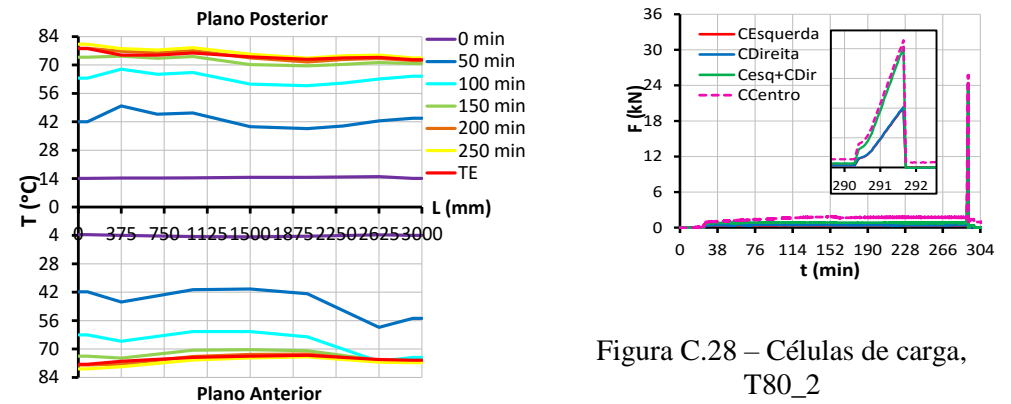 Plano Posterior
84
70
56
42
28
14
0
T (°C)
L (mm)
0 375 750 1125 1500 1875 2250 2625 3000
4
28
42
56
70
84
Plano Anterior
0 min
50 min
100 min
150 min
200 min
250 min
TE
36
30
24
18
12
6
0
F (kN)
CEsquerda
CDireita
Cesq+CDir
CCentro
290 291 292
0 38 76 114 152 190 228 266 304
t (min)
Figura C.28 – Células de carga,
T80_2